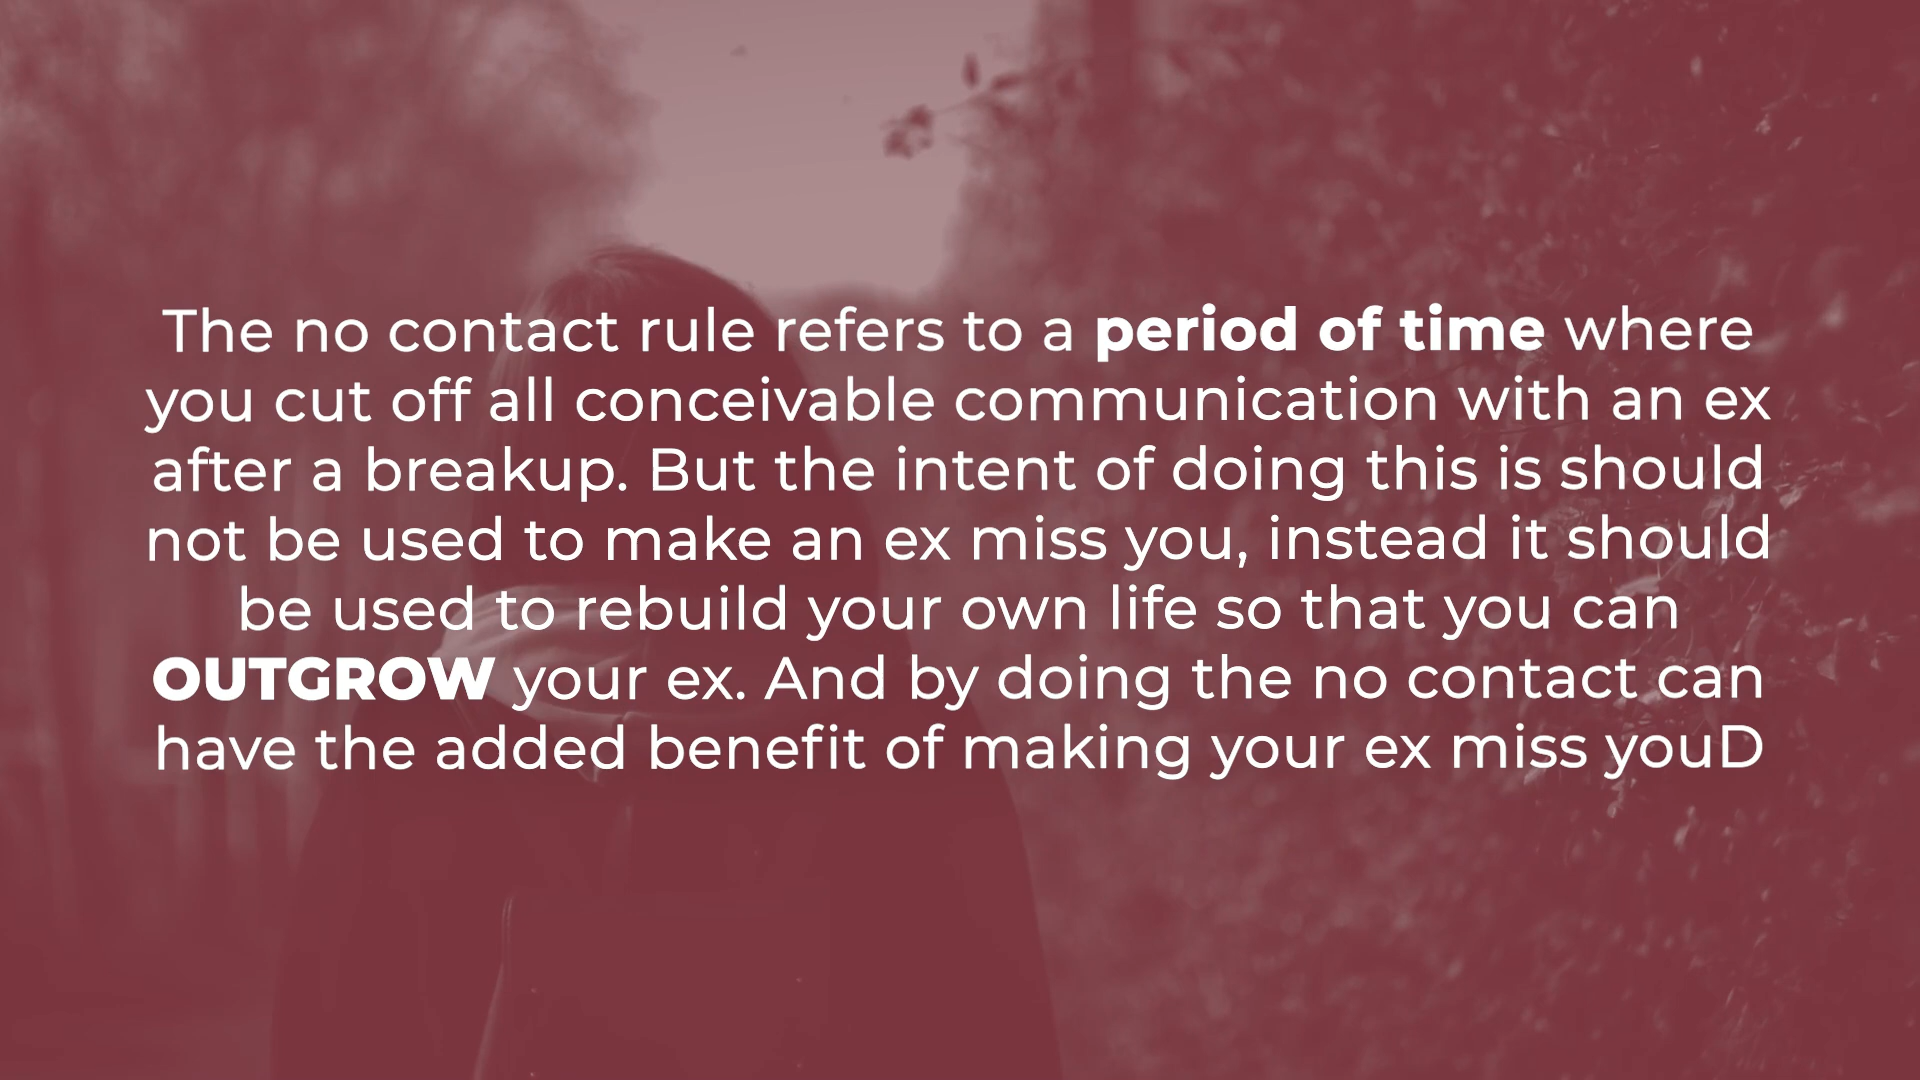 The no contact rule refers to a period of time where
you cut off all conceivable communication with an ex
after a breakup. But the intent of doing this is should
not be used to make an ex miss you, instead it should
be used to rebuild your own life so that you can
OUTGROW your ex. And by doing the no contact can
have the added benefit of making your ex miss youD